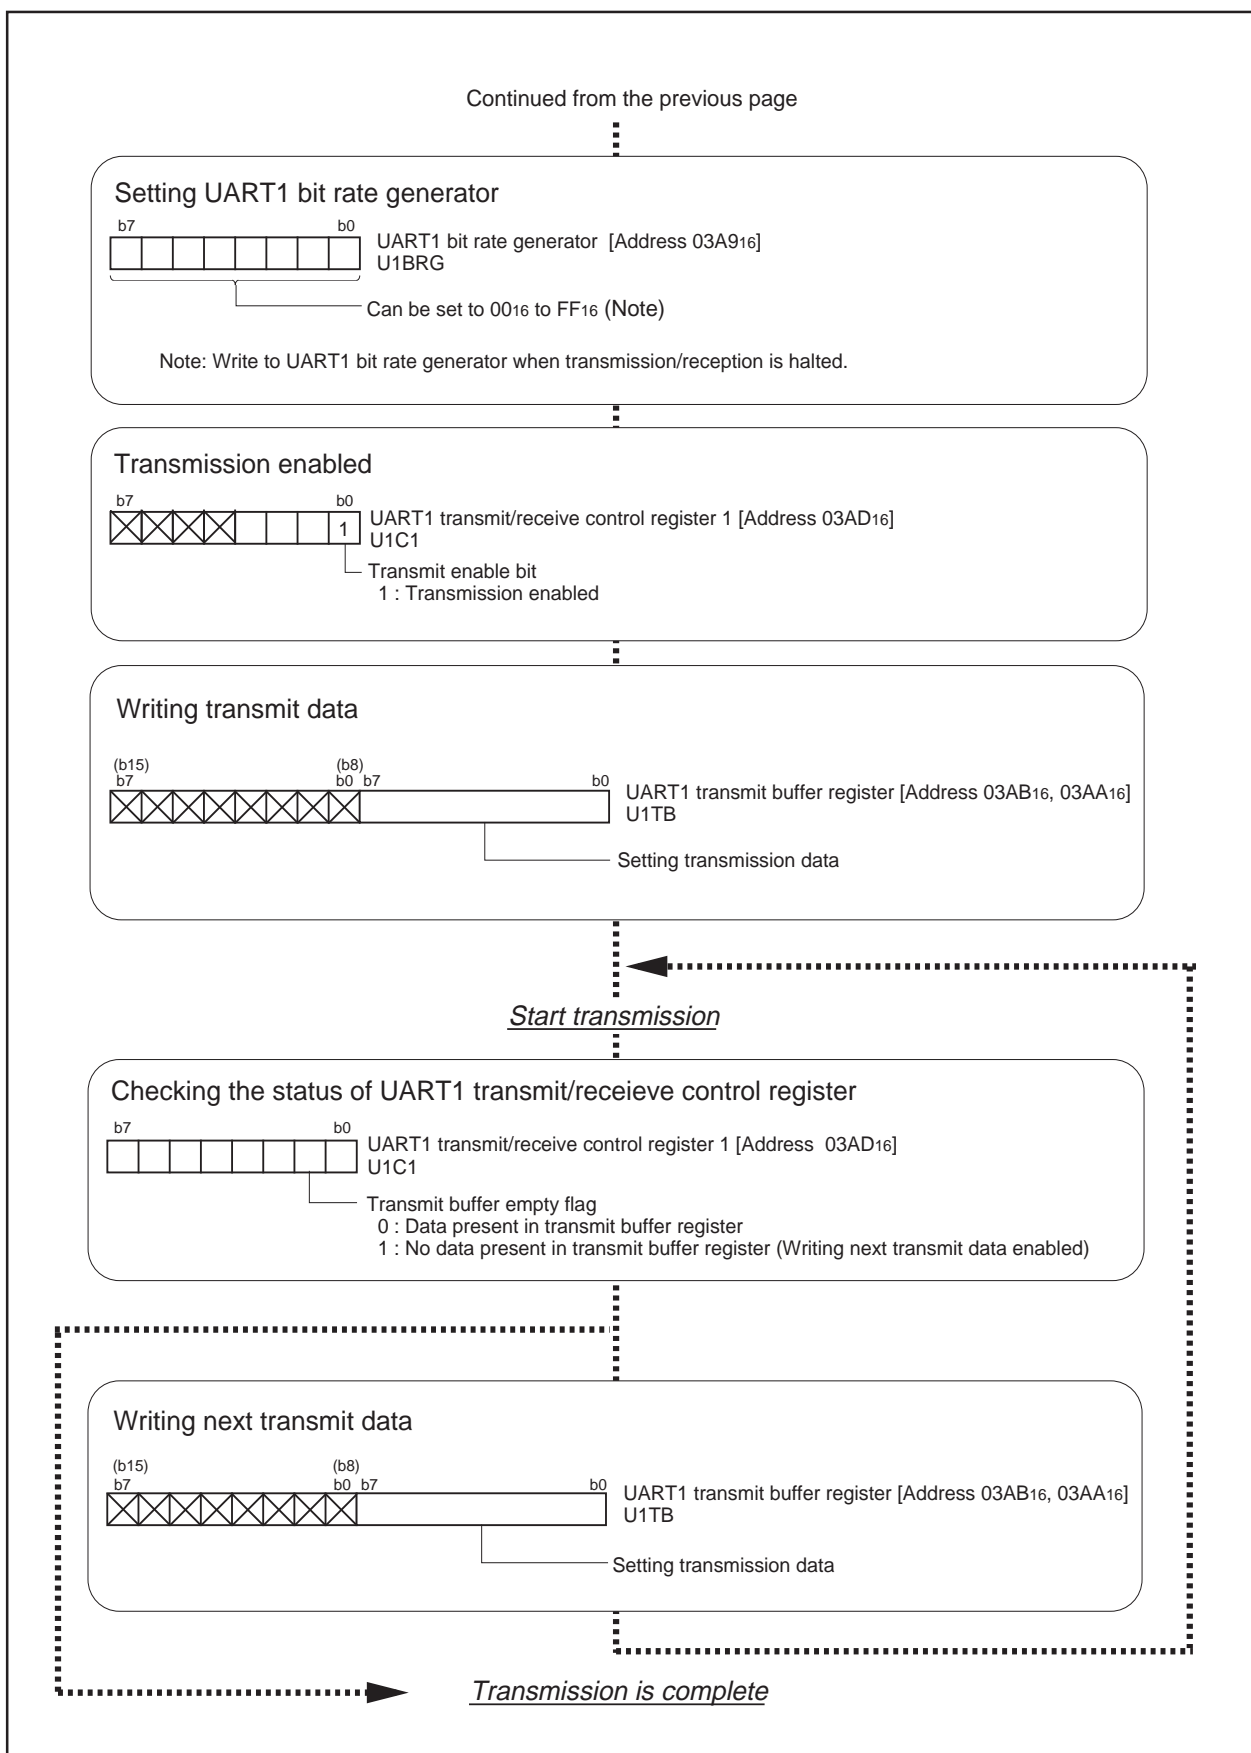 Continued from the previous page
Setting UART1 bit rate generator
b7 b0
UART1 bit rate generator [Address 03A916]
U1BRG
Can be set to 0016 to FF16 (Note)
Note: Write to UART1 bit rate generator when transmission/reception is halted.
Transmission enabled
b7 b0
1
UART1 transmit/receive control register 1 [Address 03AD16]
U1C1
Transmit enable bit
1 : Transmission enabled
Writing transmit data
(b15) (b8)
b7 b0 b7 b0
UART1 transmit buffer register [Address 03AB16, 03AA16]
U1TB
Setting transmission data
Start transmission
Checking the status of UART1 transmit/receieve control register
b7 b0
UART1 transmit/receive control register 1 [Address 03AD16]
U1C1
Transmit buffer empty flag
0 : Data present in transmit buffer register
1 : No data present in transmit buffer register (Writing next transmit data enabled)
Writing next transmit data
(b15) (b8)
b7 b0 b7 b0
UART1 transmit buffer register [Address 03AB16, 03AA16]
U1TB
Setting transmission data
Transmission is complete